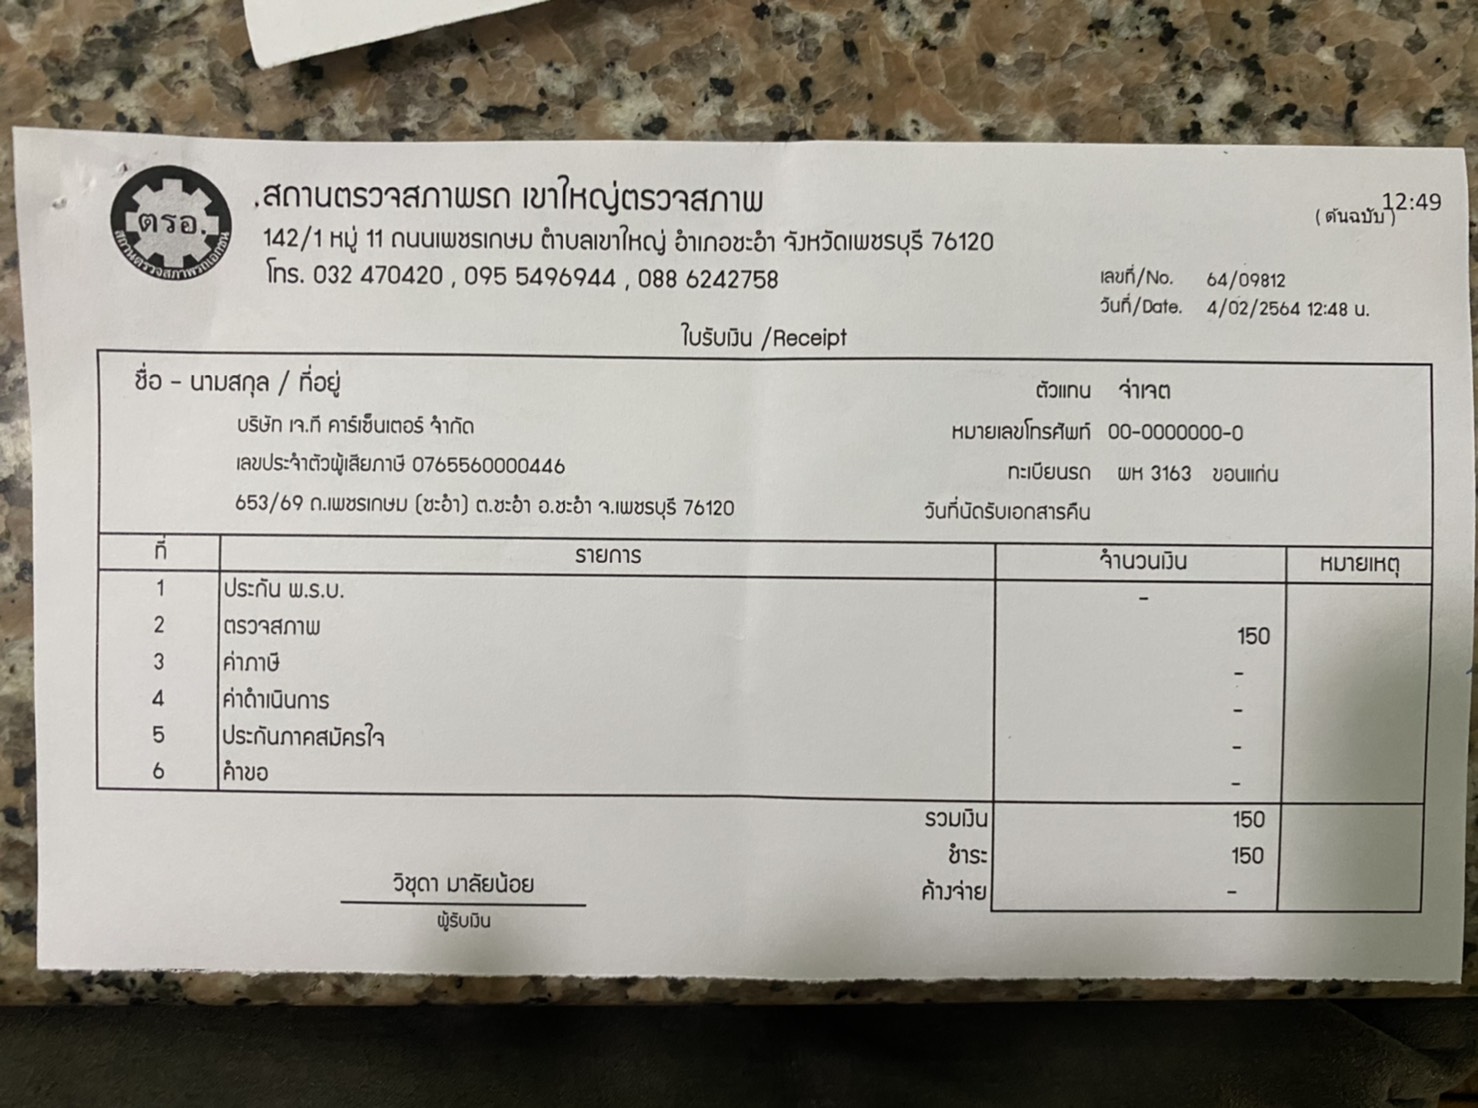 .สถานตรวจสภาพรถ เขาใหญ่ตรวจสภาพ
ตรอ.
สถานตรวจสภาพรถเอกชน
142/1 หมู่ 11 ถนนเพชรเกษม ตำบลเขาใหญ่ อำเภอชะอำ จังหวัดเพชรบุรี 76120
โทร. 032 470420 , 095 5496944 , 088 6242758
12:49
( ต้นฉบับ )
เลขที่/No. 64/09812
วันที่/Date. 4/02/2564 12:48 น.
ใบรับเงิน /Receipt
ชื่อ - นามสกุล / ที่อยู่
ตัวแทน จ่าเจต
บริษัท เจ.ที คาร์เซ็นเตอร์ จำกัด
หมายเลขโทรศัพท์ 00-0000000-0
เลขประจำตัวผู้เสียภาษี 0765560000446
ทะเบียนรถ ผห 3163 ขอนแก่น
653/69 ถ.เพชรเกษม (ชะอำ) ต.ชะอำ อ.ชะอำ จ.เพชรบุรี 76120
วันที่นัดรับเอกสารคืน
ที่ รายการ จำนวนเงิน หมายเหตุ
1 ประกัน พ.ร.บ. -
2 ตรวจสภาพ 150
3 ค่าภาษี -
4 ค่าดำเนินการ -
5 ประกันภาคสมัครใจ -
6 คำขอ -
รวมเงิน 150
ชำระ 150
ค้างจ่าย -
วิชุดา มาลัยน้อย
ผู้รับเงิน